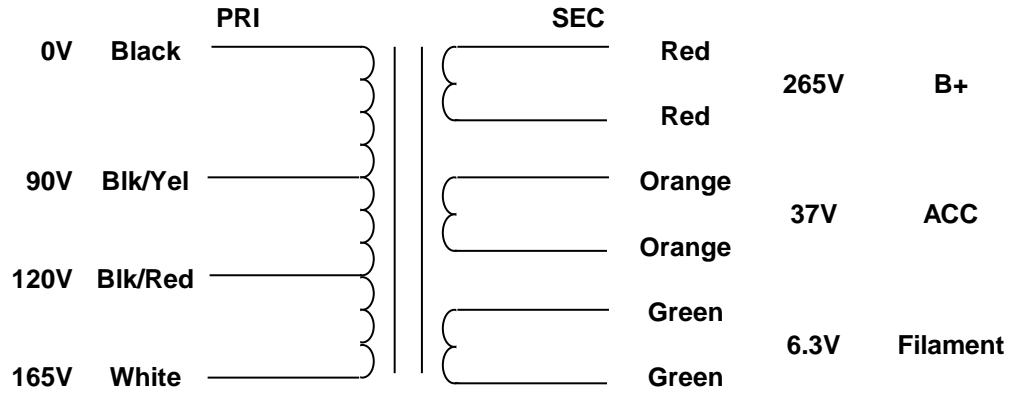 PRI SEC
0V Black Red
265V B+
Red
90V Blk/Yel Orange
37V ACC
Orange
120V Blk/Red
Green
6.3V Filament
165V White Green